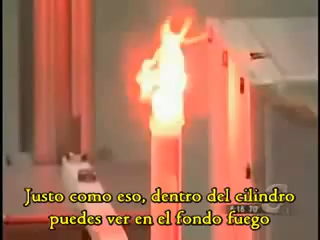 Justo como eso, dentro del cilindro
puedes ver en el fondo fuego